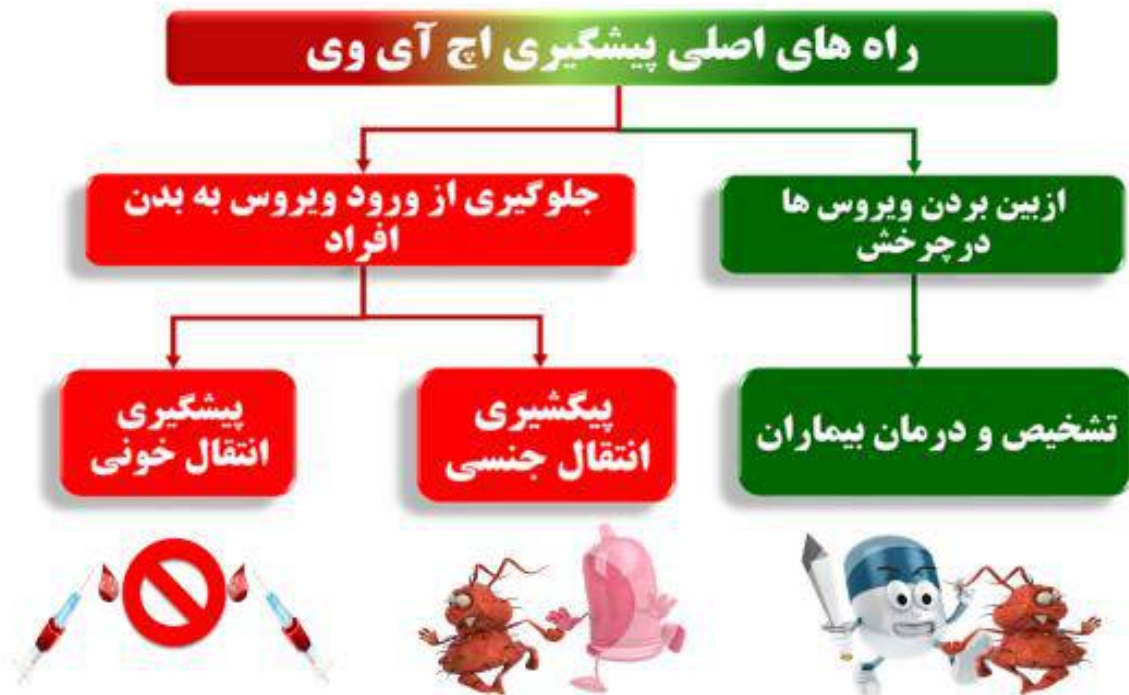 راه های اصلی پیشگیری اچ آی وی
ازبین بردن ویروس ها
درچرخش
جلوگیری از ورود ویروس به بدن
افراد
تشخیص و درمان بیماران
پیگشیری
انتقال جنسی
پیشگیری
انتقال خونی